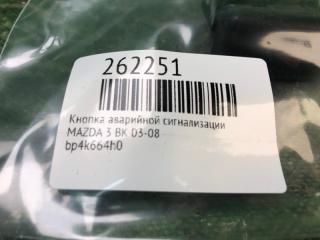 262251
Кнопка аварийной сигнализации
MAZDA 3 BK 03-08
bp4k664h0